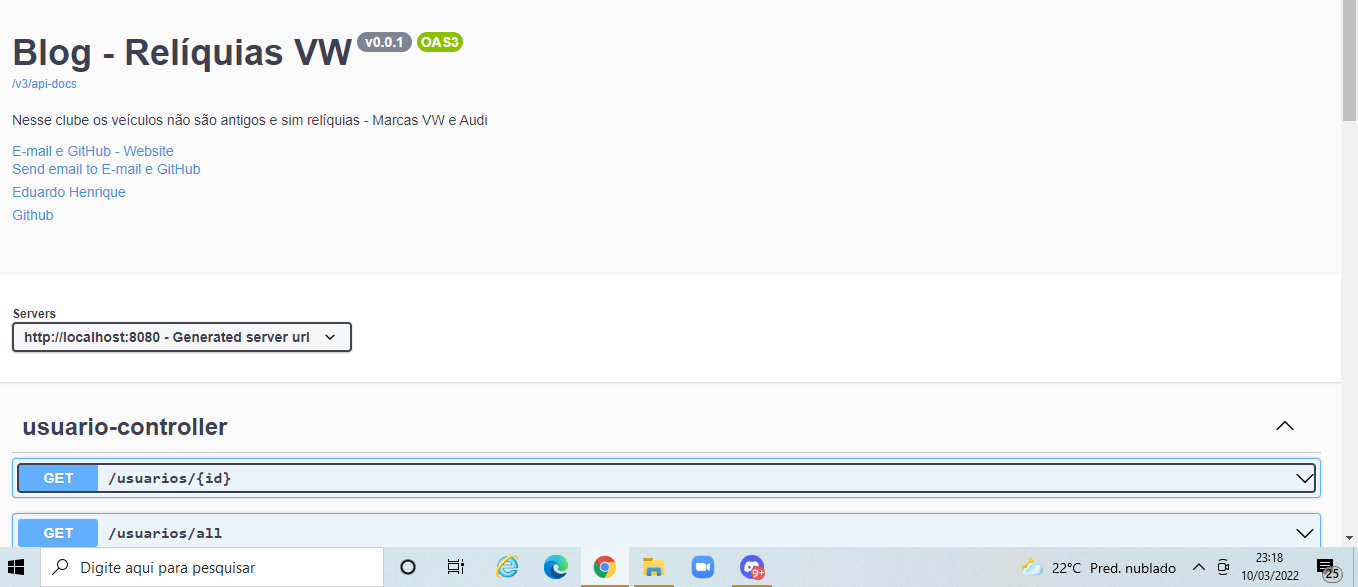 Blog - Relíquias VW v0.0.1 OAS3
/v3/api-docs
Nesse clube os veículos não são antigos e sim relíquias - Marcas VW e Audi
E-mail e GitHub - Website
Send email to E-mail e GitHub
Eduardo Henrique
Github
Servers
http://localhost:8080 - Generated server url
usuario-controller
GET /usuarios/{id}
GET /usuarios/all
Digite aqui para pesquisar
9+
22°C Pred. nublado
23:18
10/03/2022
25